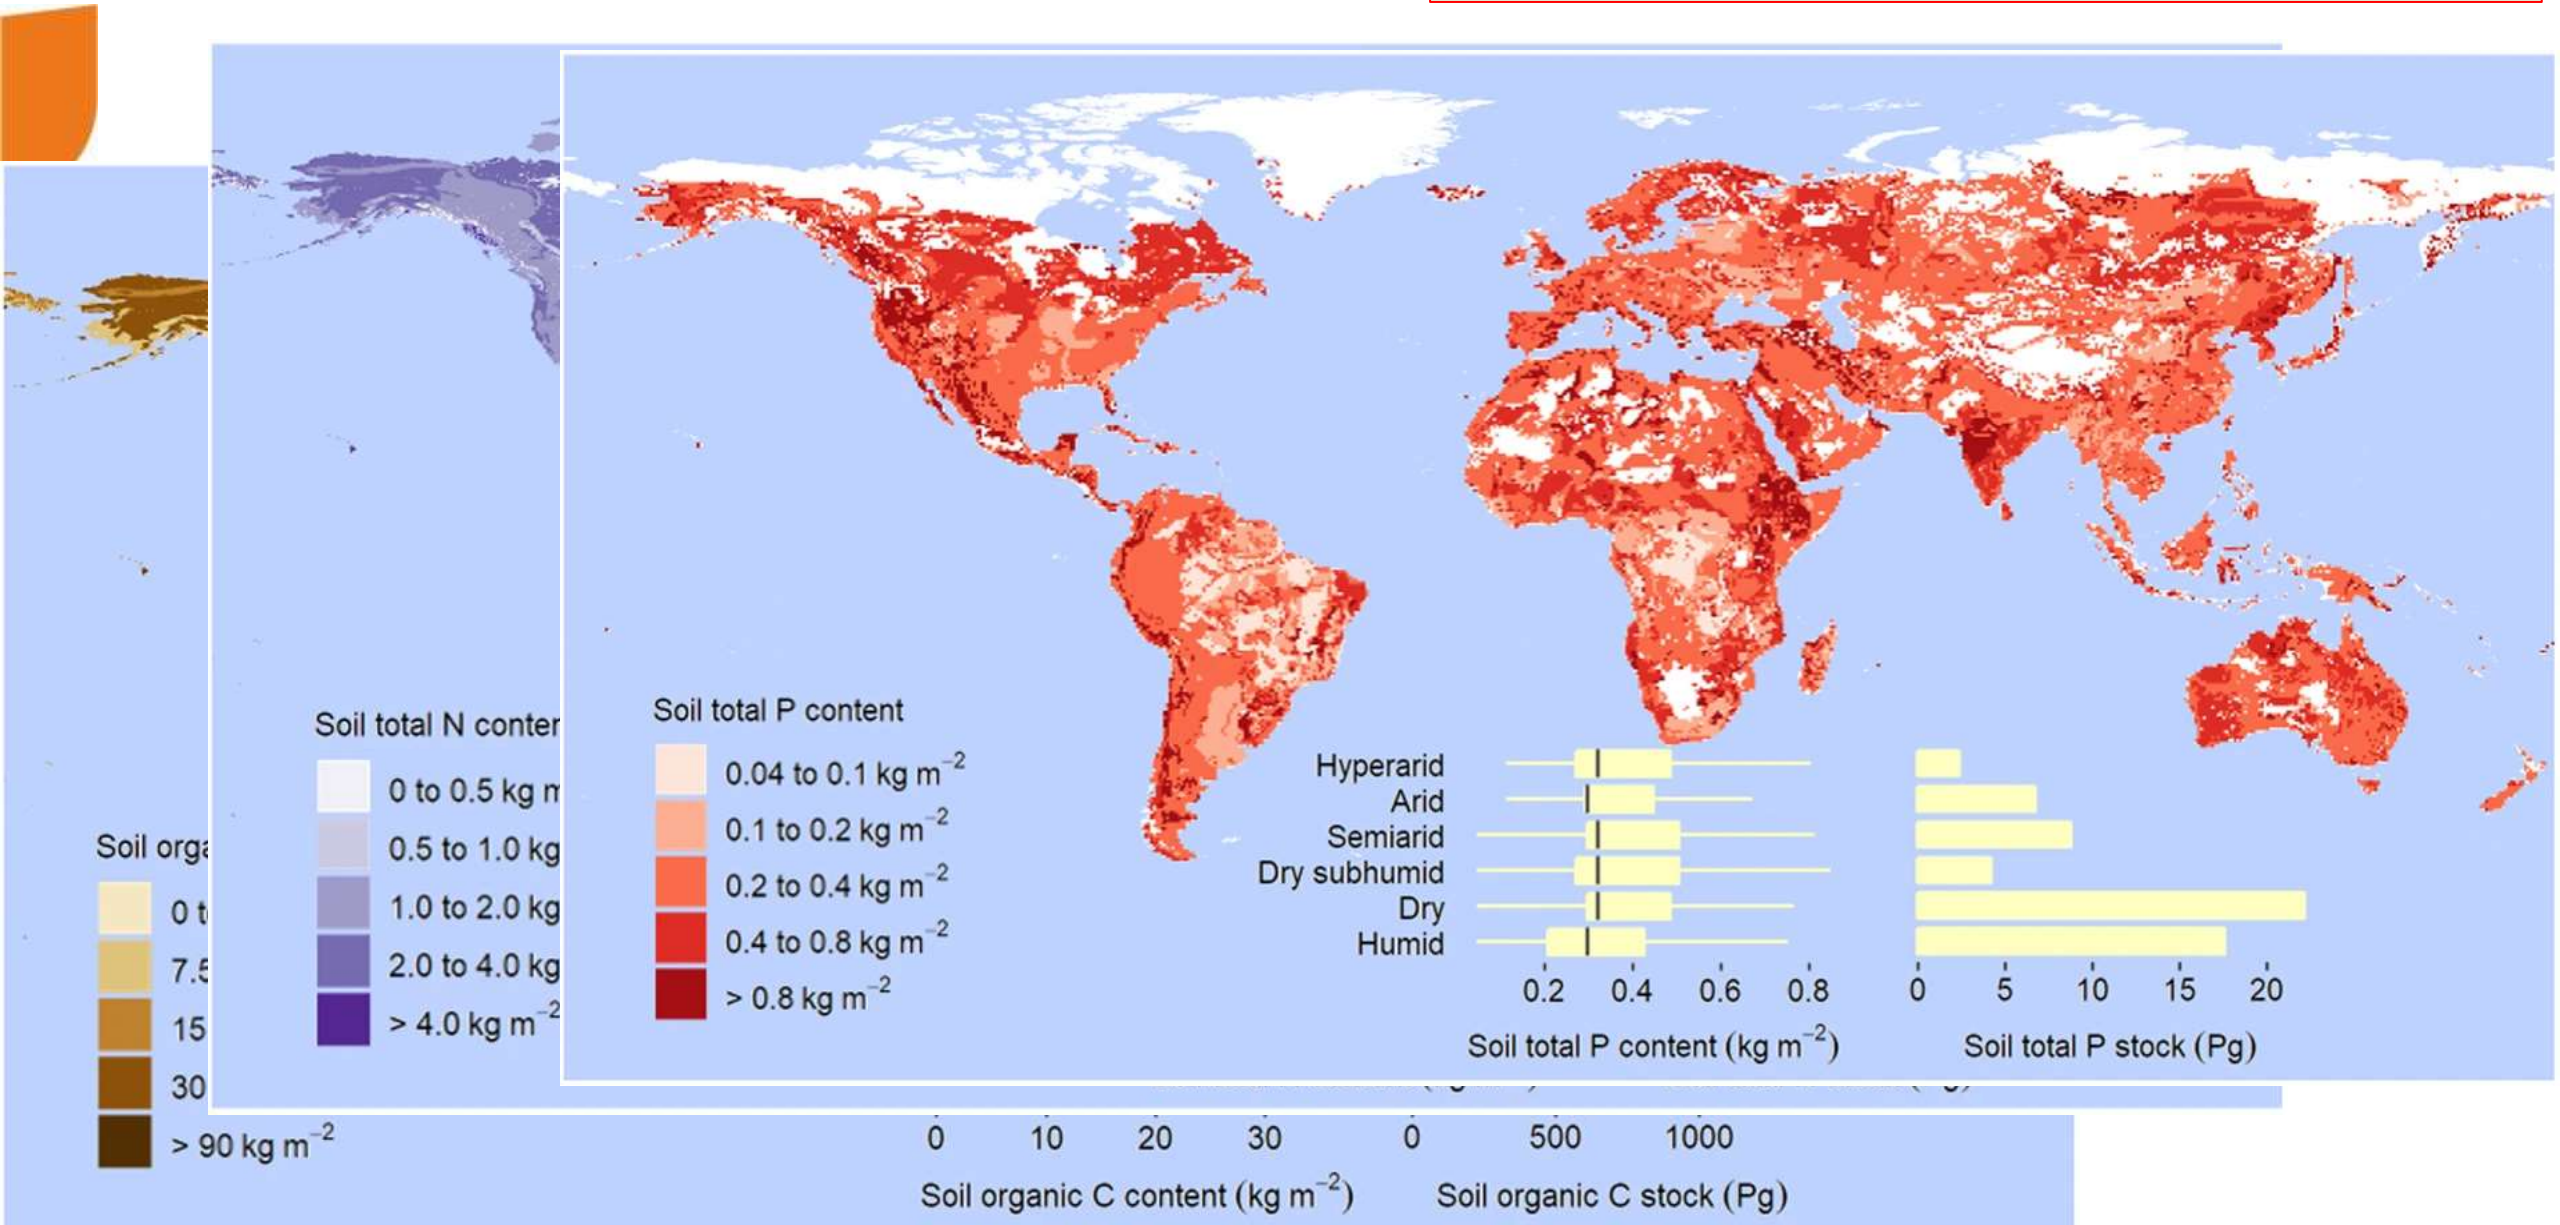 Soil total P content
0.04 to 0.1 kg m⁻²
0.1 to 0.2 kg m⁻²
0.2 to 0.4 kg m⁻²
0.4 to 0.8 kg m⁻²
> 0.8 kg m⁻²
Hyperarid
Arid
Semiarid
Dry subhumid
Dry
Humid
0.2 0.4 0.6 0.8
Soil total P content (kg m⁻²)
0 5 10 15 20
Soil total P stock (Pg)
Soil total N
0 to 0.5 kg
0.5 to 1.0 kg
1.0 to 2.0 kg
2.0 to 4.0 kg
> 4.0 kg m⁻²
Soil
0
7.5
15
30
> 90 kg m⁻²
0 10 20 30
Soil organic C content (kg m⁻²)
0 500 1000
Soil organic C stock (Pg)